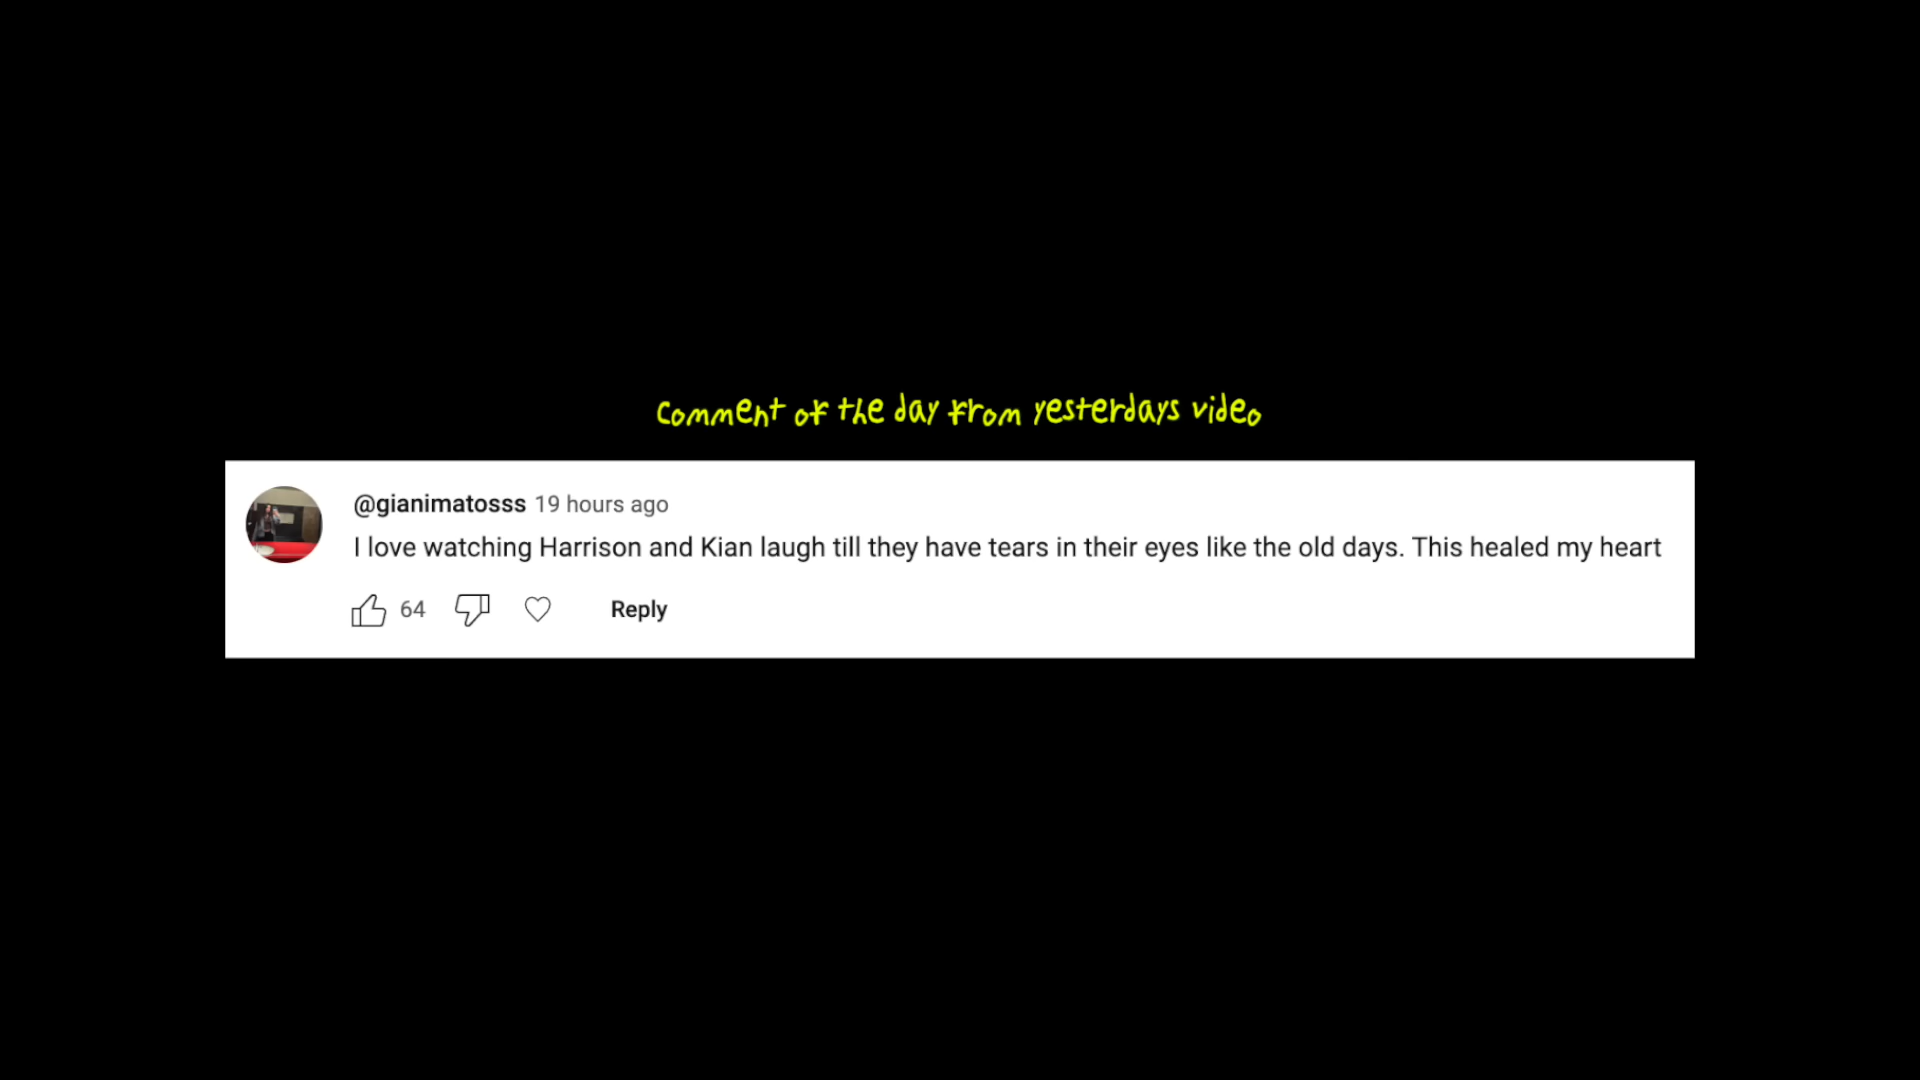 comment of the day from yesterdays video
@gianimatosss 19 hours ago
I love watching Harrison and Kian laugh till they have tears in their eyes like the old days. This healed my heart
64 Reply